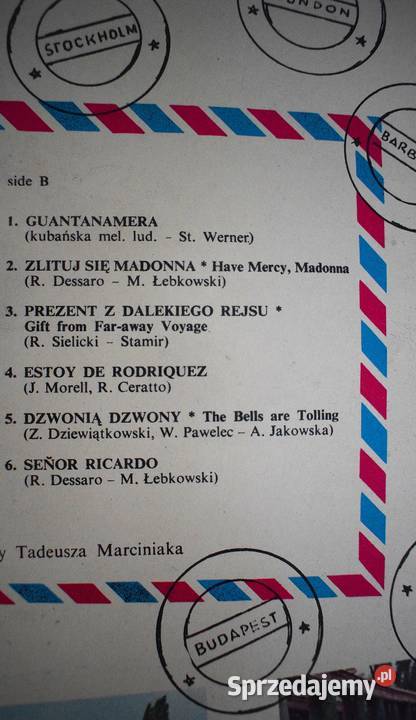 STOCKHOLM
LONDON
BARB
side B
1. GUANTANAMERA
(kubańska mel. lud. – St. Werner)
2. ZLITUJ SIĘ MADONNA * Have Mercy, Madonna
(R. Dessaro – M. Łebkowski)
3. PREZENT Z DALEKIEGO REJSU *
Gift from Far-away Voyage
(R. Sielicki – Stamir)
4. ESTOY DE RODRIQUEZ
(J. Morell, R. Ceratto)
5. DZWONIĄ DZWONY * The Bells are Tolling
(Z. Dziewiątkowski, W. Pawelec – A. Jakowska)
6. SEÑOR RICARDO
(R. Dessaro – M. Łebkowski)
y Tadeusza Marciniaka
BUDAPEST
Sprzedajemy.pl